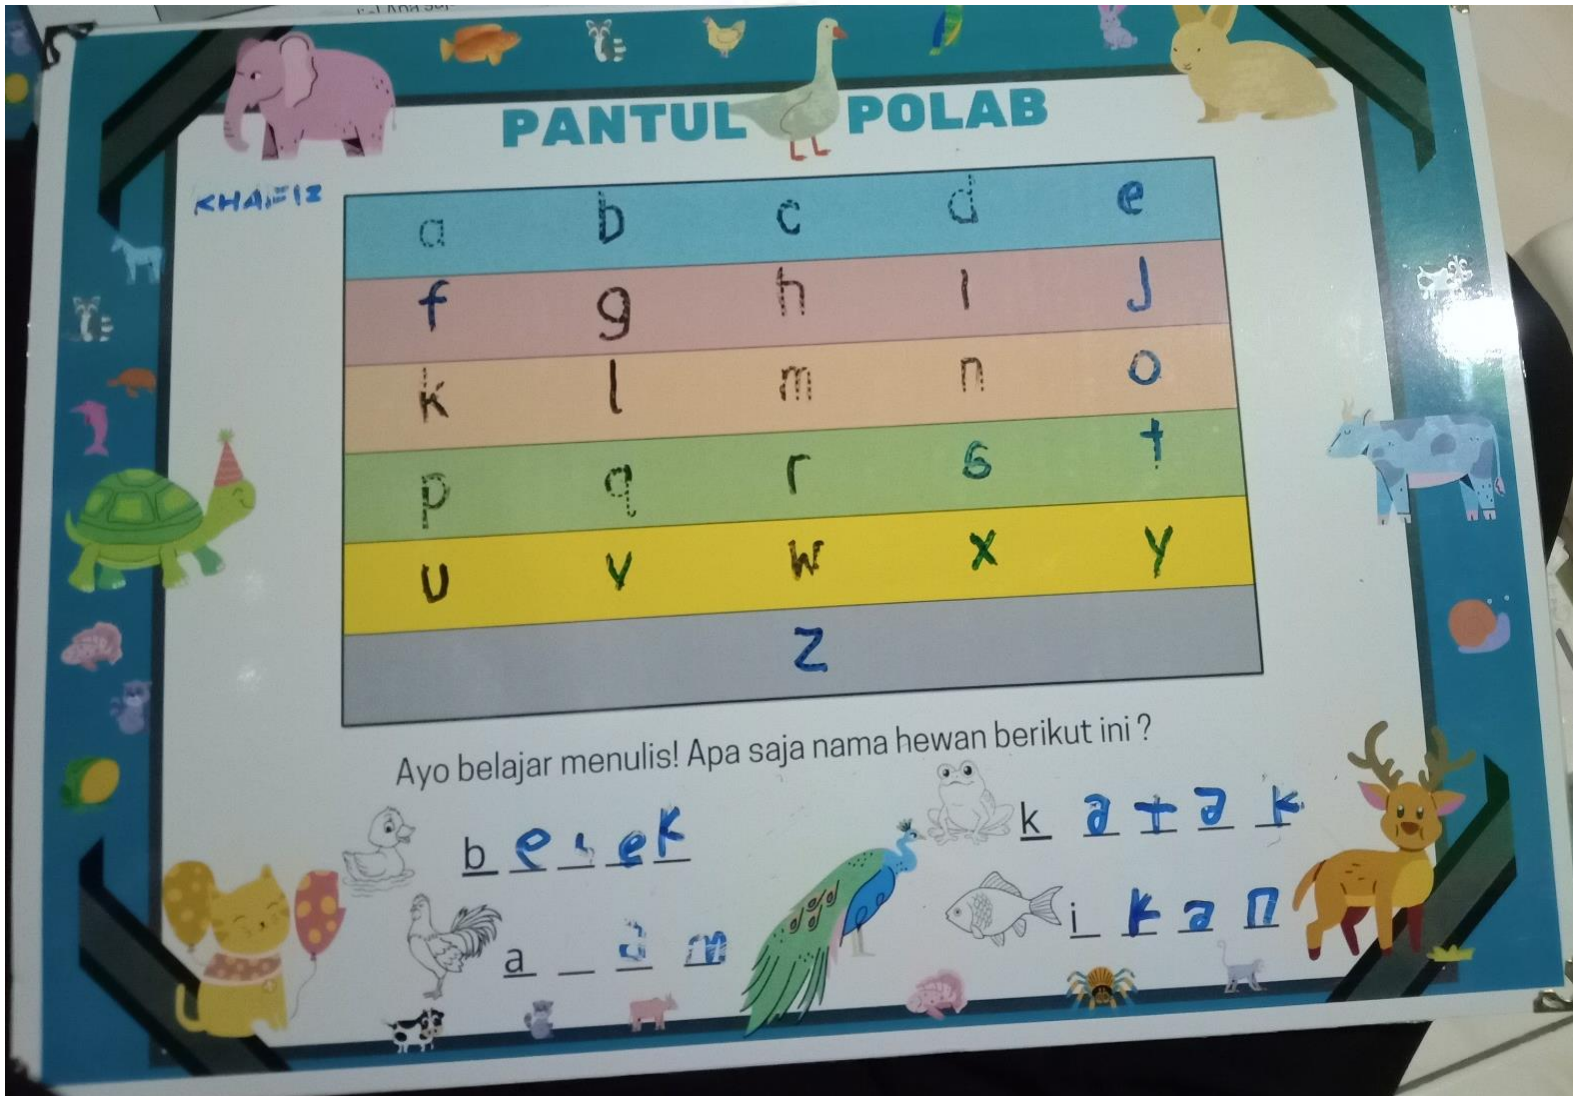 PANTUL POLAB
KHAFIZ
a b c d e
f g h i j
k l m n o
p q r s t
u v w x y
z
Ayo belajar menulis! Apa saja nama hewan berikut ini ?
b e _ e k
k a t a k
a _ a m
i k a n